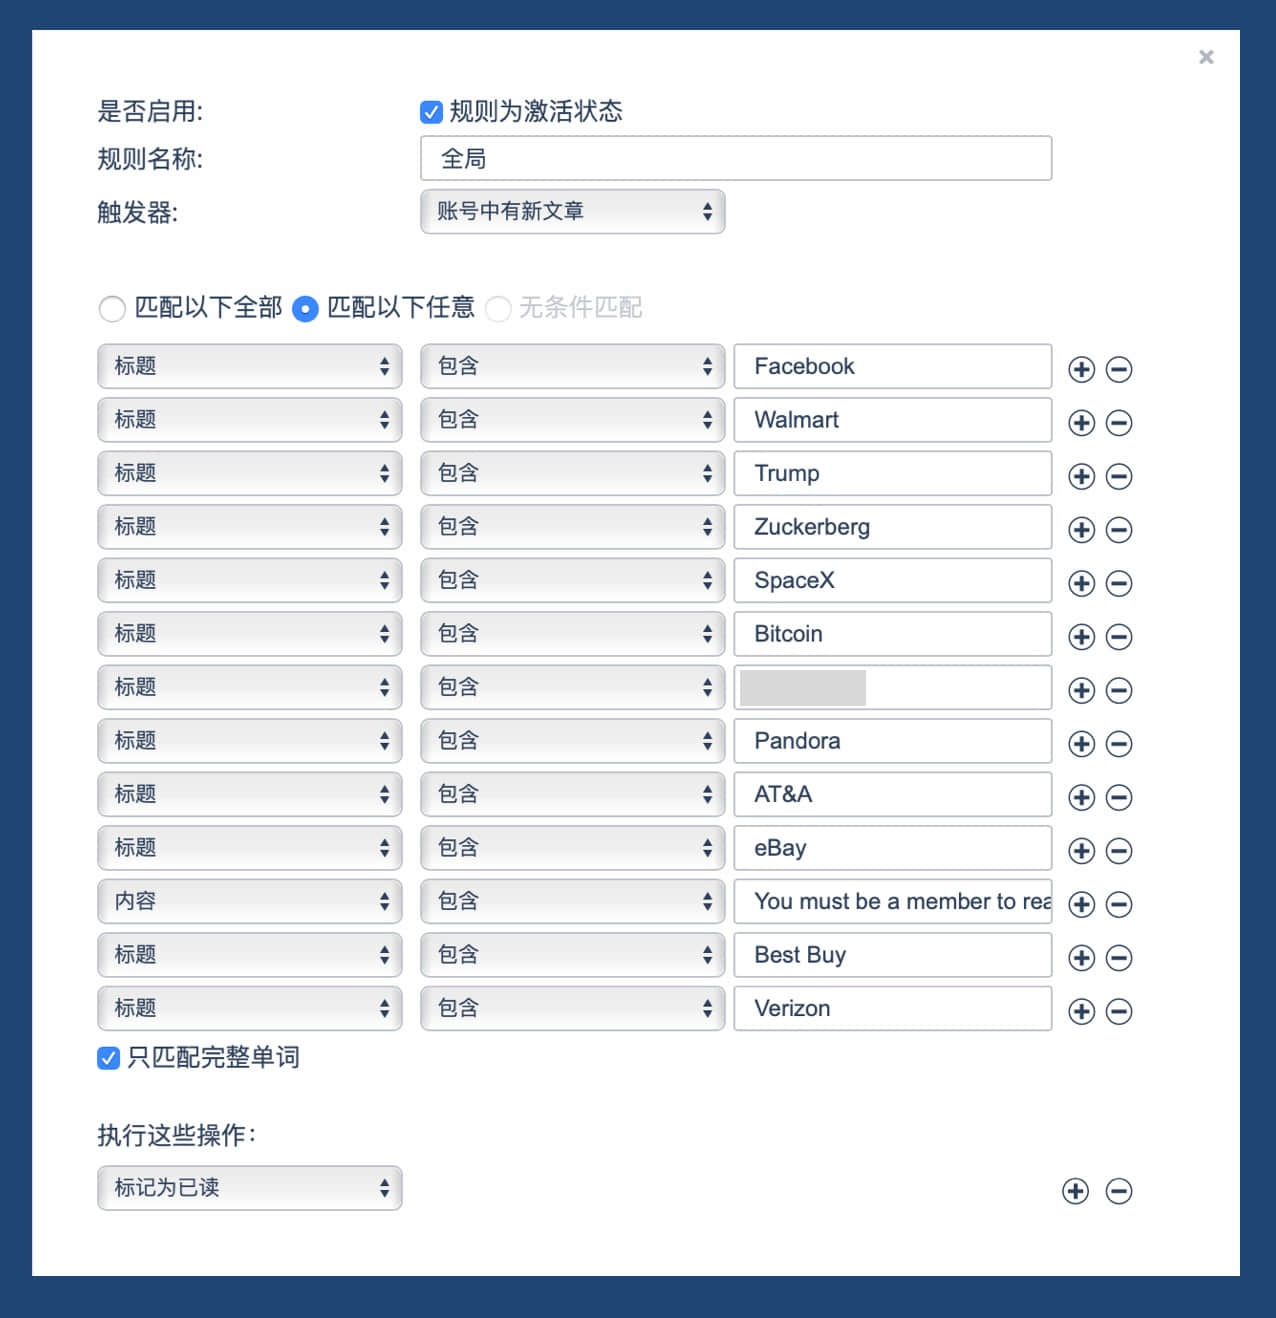 ×
是否启用: 规则为激活状态
规则名称: 全局
触发器: 账号中有新文章
匹配以下全部 匹配以下任意 无条件匹配
标题 包含 Facebook
标题 包含 Walmart
标题 包含 Trump
标题 包含 Zuckerberg
标题 包含 SpaceX
标题 包含 Bitcoin
标题 包含
标题 包含 Pandora
标题 包含 AT&A
标题 包含 eBay
内容 包含 You must be a member to rea
标题 包含 Best Buy
标题 包含 Verizon
只匹配完整单词
执行这些操作:
标记为已读